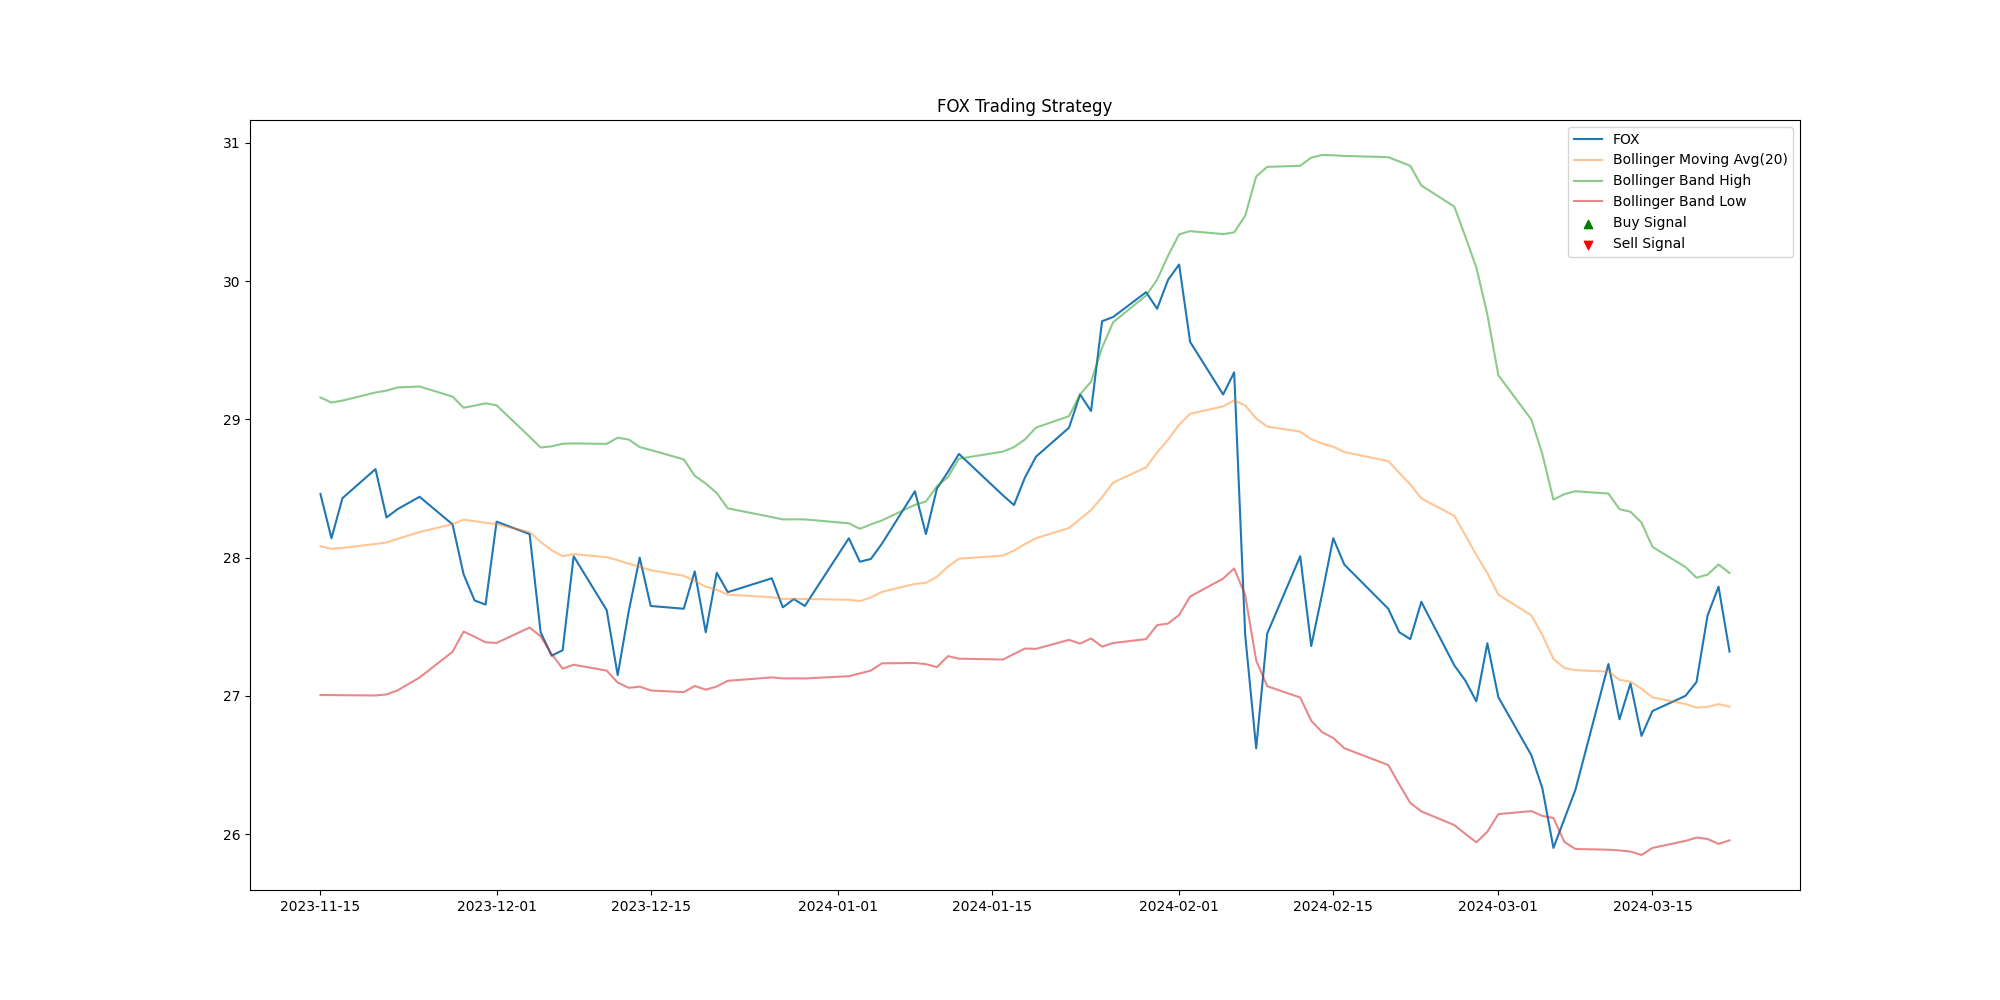 FOX Trading Strategy
31
30
29
28
27
26
FOX
Bollinger Moving Avg(20)
Bollinger Band High
Bollinger Band Low
Buy Signal
Sell Signal
2023-11-15
2023-12-01
2023-12-15
2024-01-01
2024-01-15
2024-02-01
2024-02-15
2024-03-01
2024-03-15